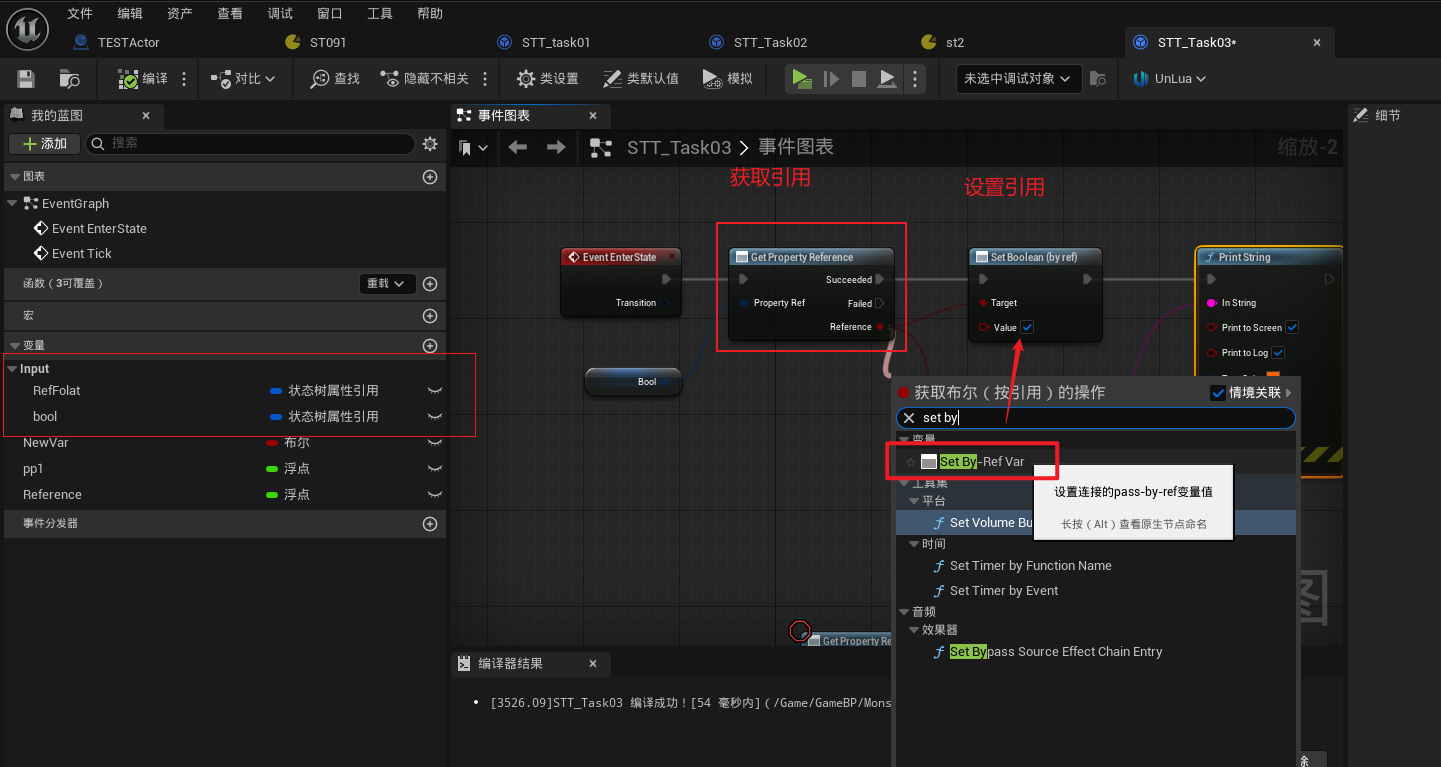 文件 编辑 资产 查看 调试 窗口 工具 帮助
TESTActor ST091 STT_task01 STT_Task02 st2 STT_Task03*
编译 对比 查找 隐藏不相关 类设置 类默认值 模拟 未选中调试对象 UnLua
我的蓝图
添加 搜索
图表
EventGraph
Event EnterState
Event Tick
函数（3可覆盖） 重载
宏
变量
Input
RefFolat 状态树属性引用
bool 状态树属性引用
NewVar 布尔
pp1 浮点
Reference 浮点
事件分发器
事件图表
STT_Task03 > 事件图表
缩放-2
获取引用
设置引用
Event EnterState
Transition
Bool
Get Property Reference
Succeeded
Property Ref Failed
Reference
Set Boolean (by ref)
Target
Value
Print String
In String
Print to Screen
Print to Log
获取布尔（按引用）的操作 情境关联
set by
变量
Set By-Ref Var
工具集
平台
Set Volume Bu
时间
Set Timer by Function Name
Set Timer by Event
音频
效果器
Set Bypass Source Effect Chain Entry
设置连接的pass-by-ref变量值
长按（Alt）查看原生节点命名
图
Get Property Re
编译器结果
[3526.09]STT_Task03 编译成功！[54 毫秒内]（/Game/GameBP/Mons
除
细节